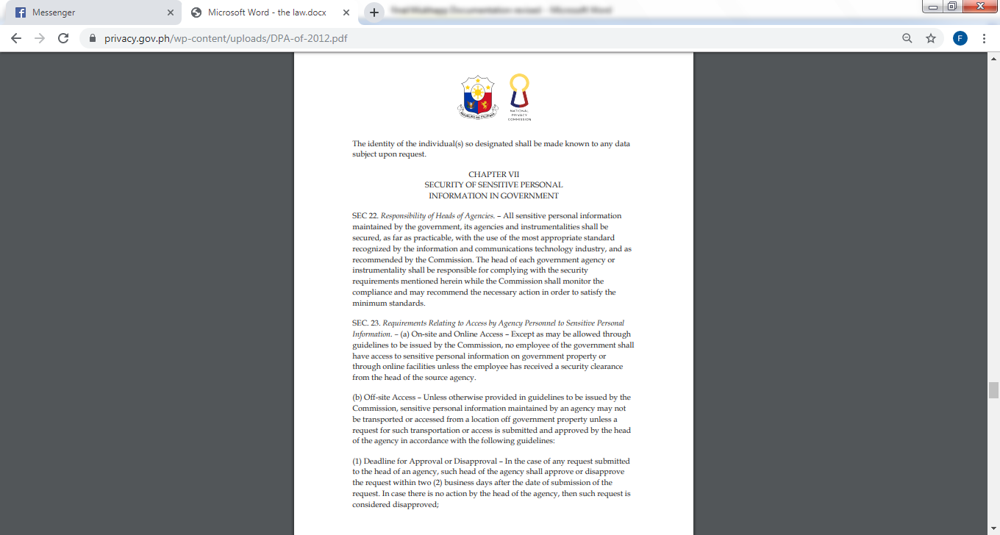 Messenger
Microsoft Word - the law.docx
privacy.gov.ph/wp-content/uploads/DPA-of-2012.pdf
F
NATIONAL
PRIVACY
COMMISSION
The identity of the individual(s) so designated shall be made known to any data
subject upon request.
CHAPTER VII
SECURITY OF SENSITIVE PERSONAL
INFORMATION IN GOVERNMENT
SEC 22. Responsibility of Heads of Agencies. – All sensitive personal information
maintained by the government, its agencies and instrumentalities shall be
secured, as far as practicable, with the use of the most appropriate standard
recognized by the information and communications technology industry, and as
recommended by the Commission. The head of each government agency or
instrumentality shall be responsible for complying with the security
requirements mentioned herein while the Commission shall monitor the
compliance and may recommend the necessary action in order to satisfy the
minimum standards.
SEC. 23. Requirements Relating to Access by Agency Personnel to Sensitive Personal
Information. – (a) On-site and Online Access – Except as may be allowed through
guidelines to be issued by the Commission, no employee of the government shall
have access to sensitive personal information on government property or
through online facilities unless the employee has received a security clearance
from the head of the source agency.
(b) Off-site Access – Unless otherwise provided in guidelines to be issued by the
Commission, sensitive personal information maintained by an agency may not
be transported or accessed from a location off government property unless a
request for such transportation or access is submitted and approved by the head
of the agency in accordance with the following guidelines:
(1) Deadline for Approval or Disapproval – In the case of any request submitted
to the head of an agency, such head of the agency shall approve or disapprove
the request within two (2) business days after the date of submission of the
request. In case there is no action by the head of the agency, then such request is
considered disapproved;